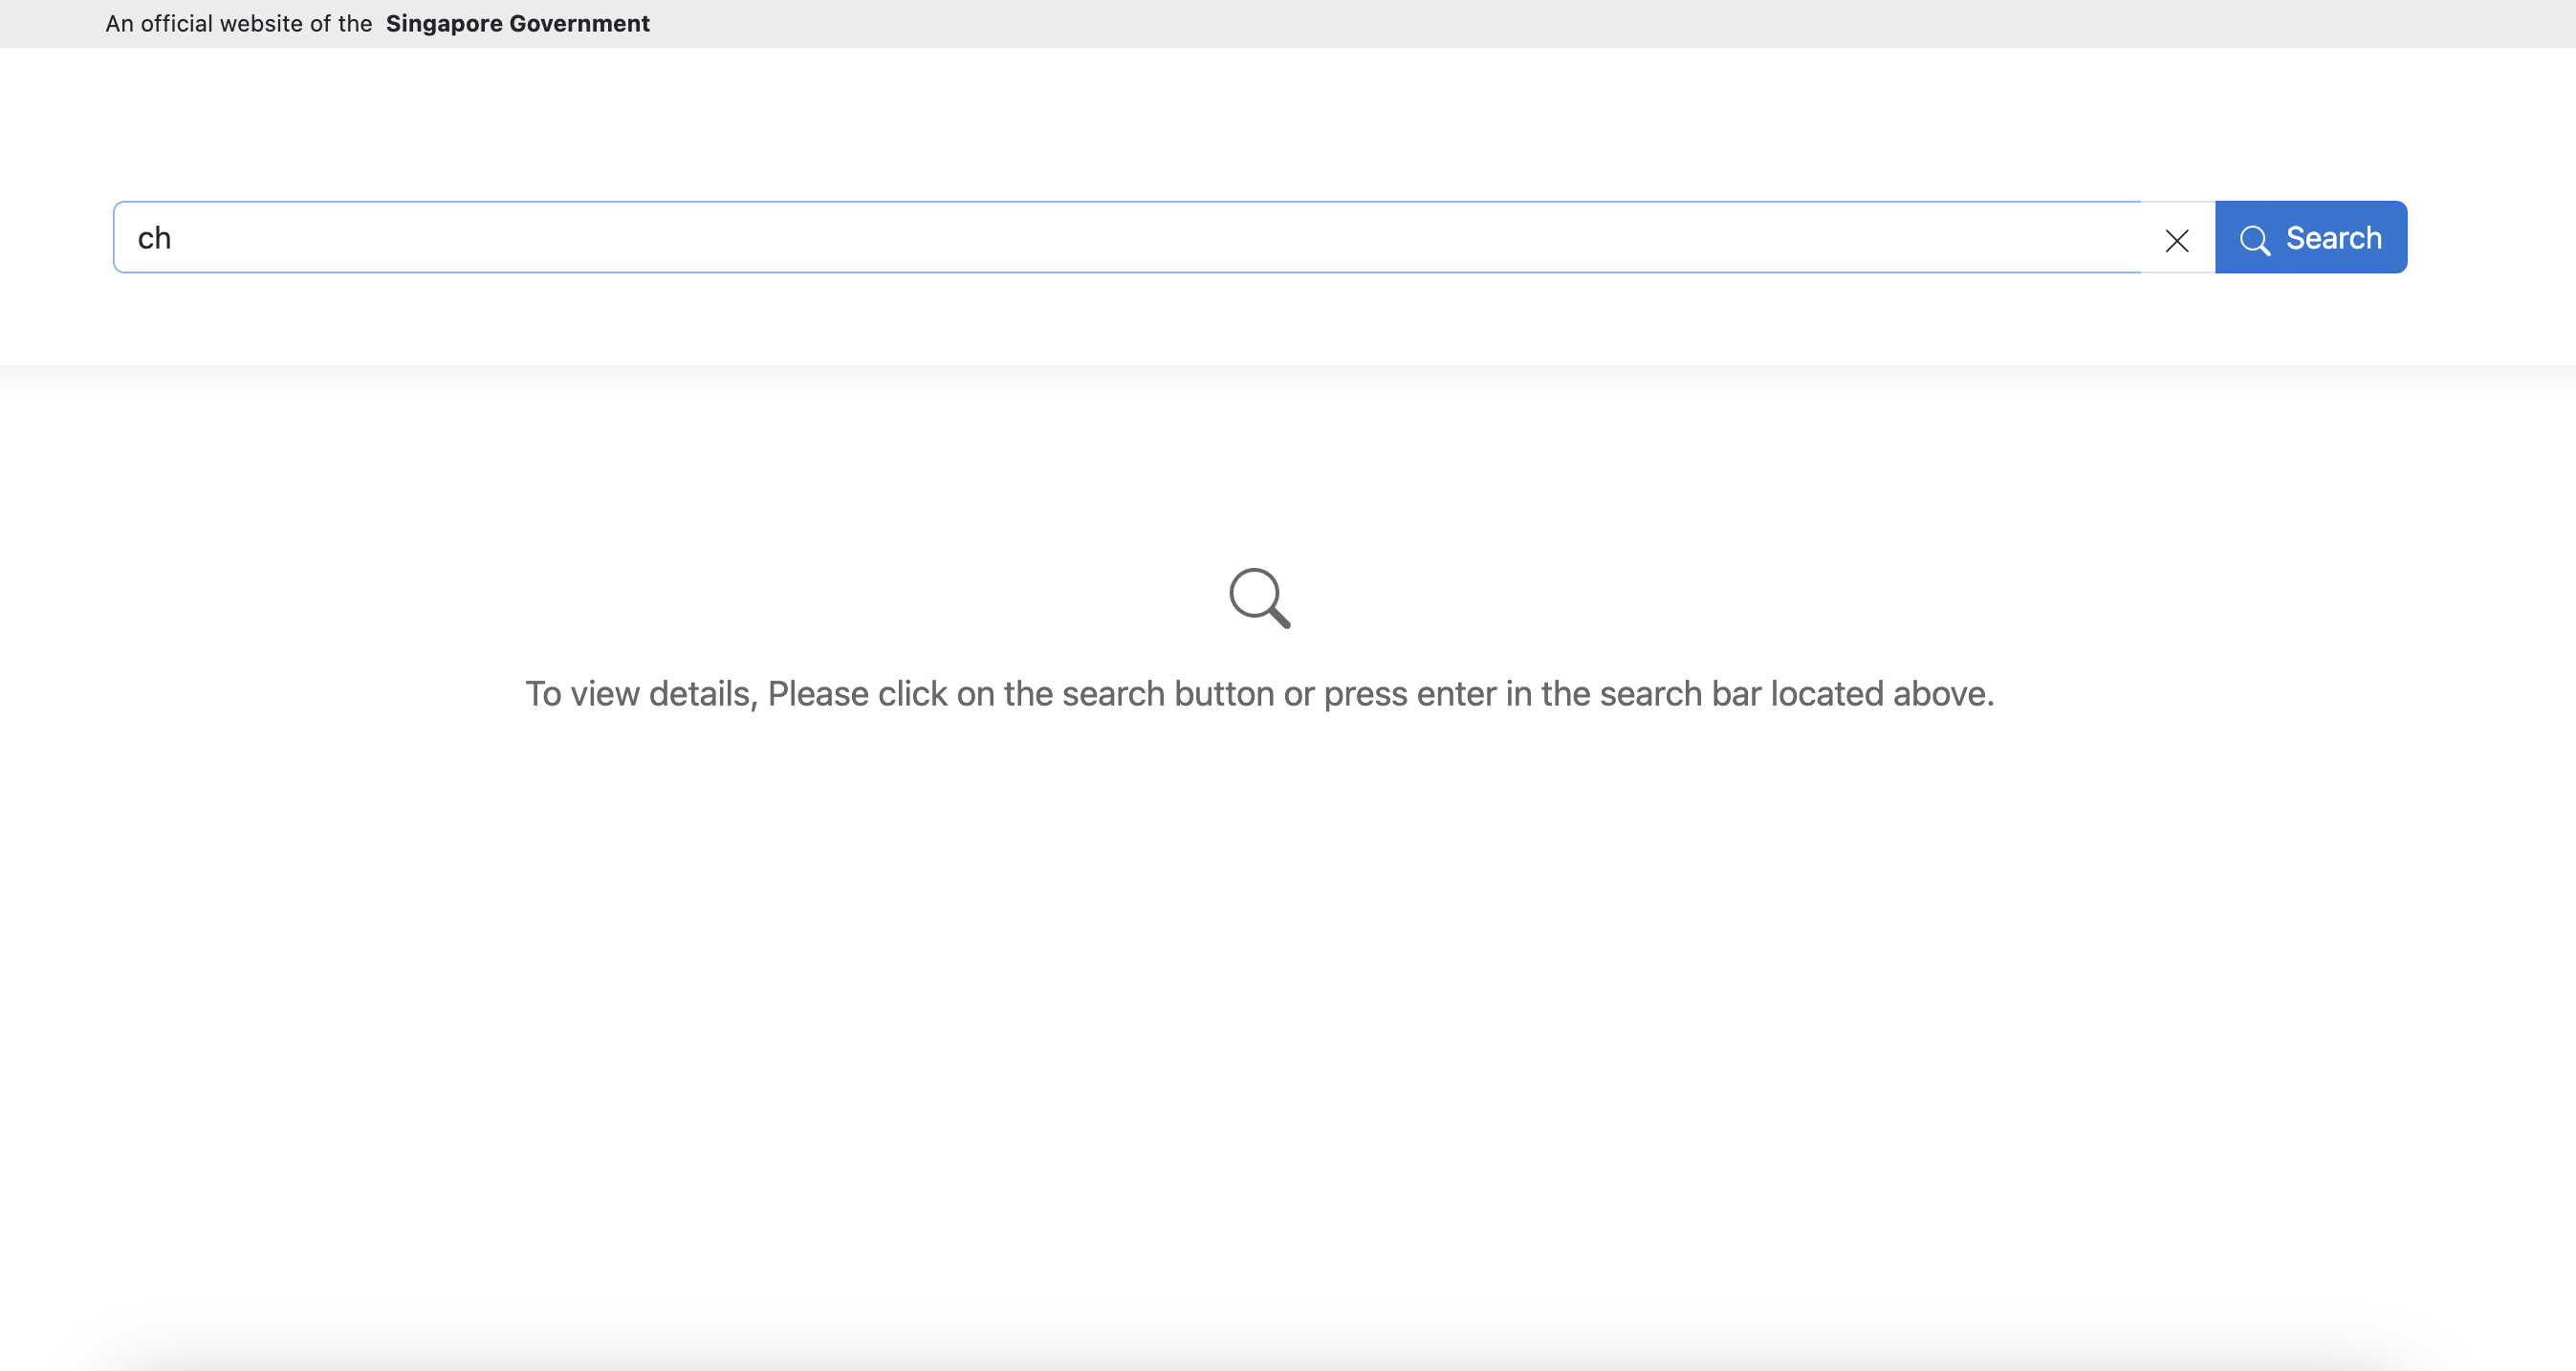 An official website of the Singapore Government
ch
Search
To view details, Please click on the search button or press enter in the search bar located above.